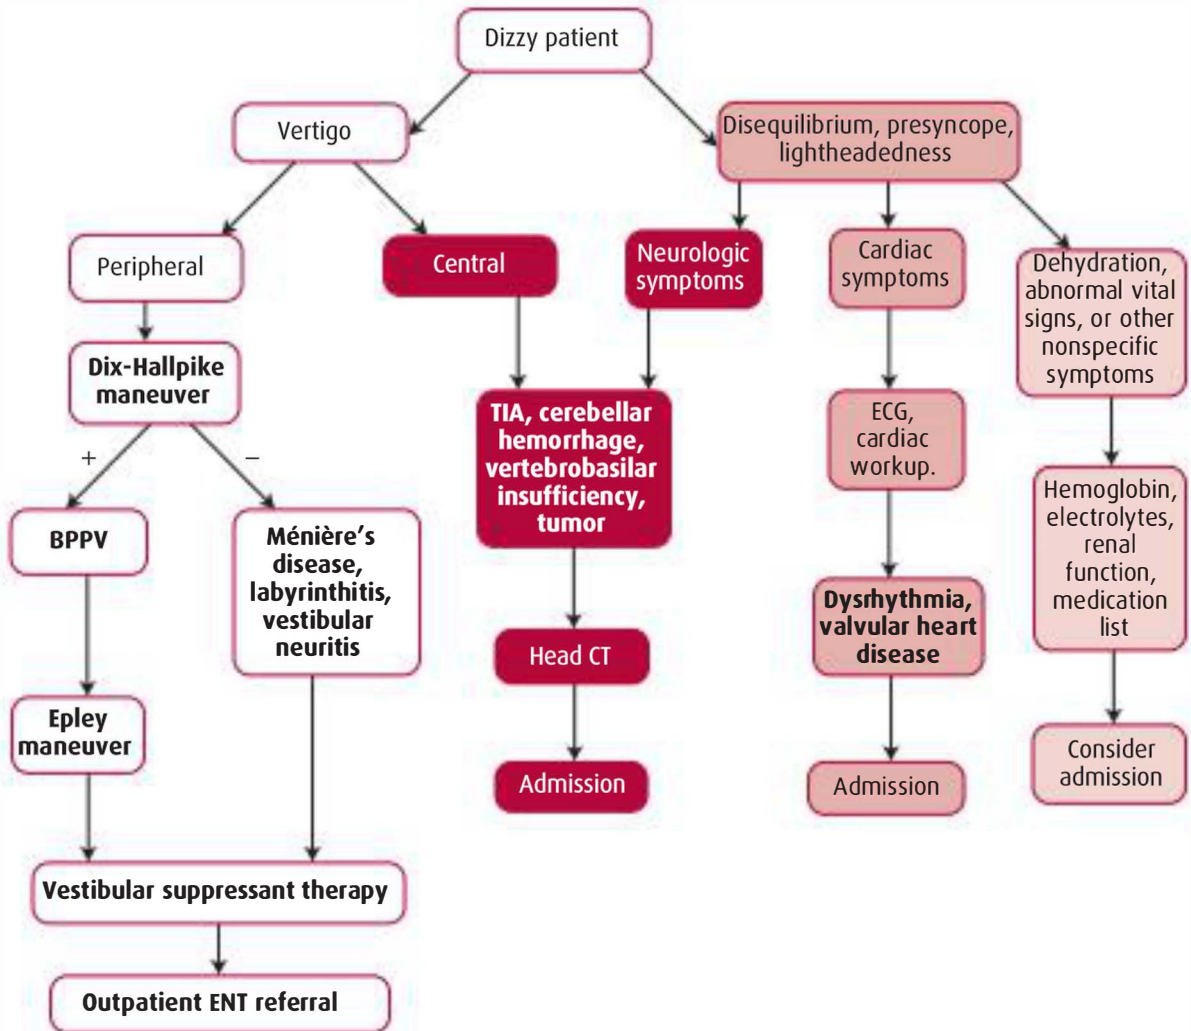 Dizzy patient
Vertigo
Disequilibrium, presyncope,
lightheadedness
Peripheral
Central
Neurologic
symptoms
Cardiac
symptoms
Dehydration,
abnormal vital
signs, or other
nonspecific
symptoms
Dix-Hallpike
maneuver
+
–
TIA, cerebellar
hemorrhage,
vertebrobasilar
insufficiency,
tumor
ECG,
cardiac
workup.
Hemoglobin,
electrolytes,
renal
function,
medication
list
BPPV
Ménière's
disease,
labyrinthitis,
vestibular
neuritis
Dysrhythmia,
valvular heart
disease
Head CT
Epley
maneuver
Admission
Admission
Consider
admission
Vestibular suppressant therapy
Outpatient ENT referral